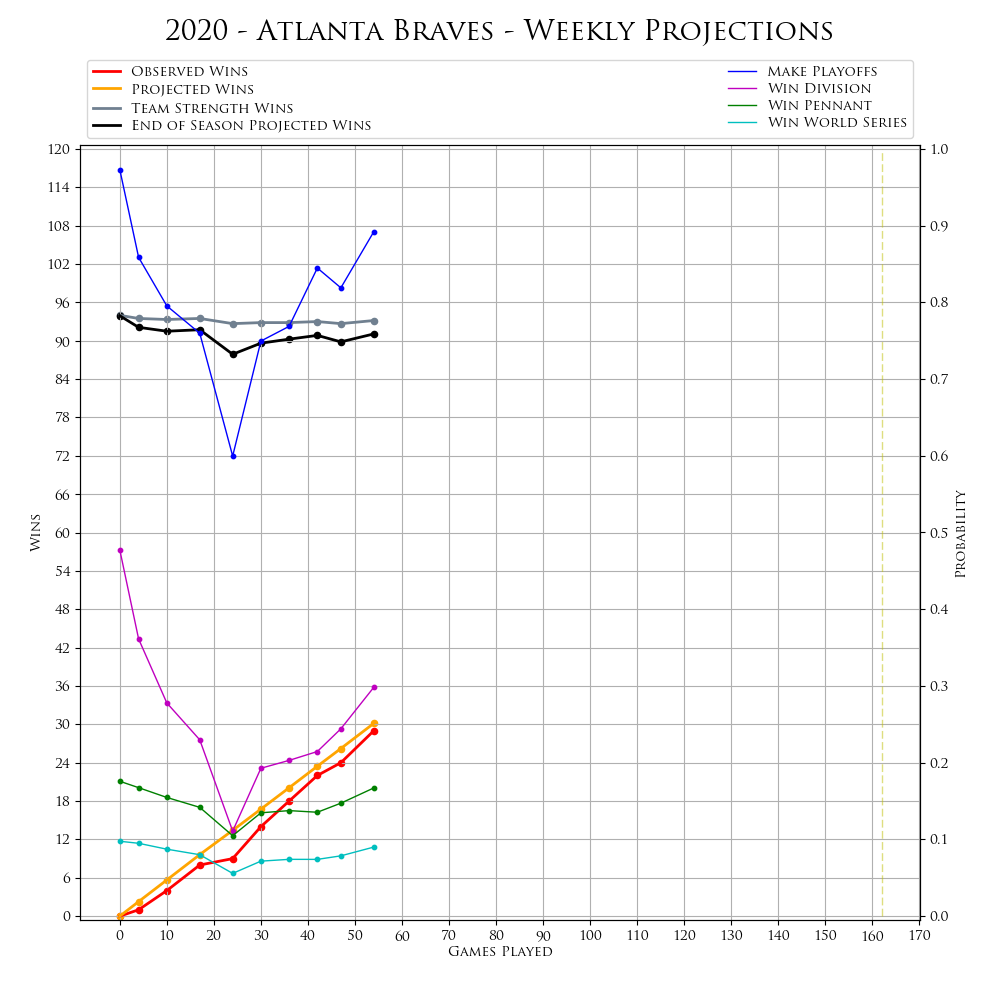 2020 - Atlanta Braves - Weekly Projections
Observed Wins
Projected Wins
Team Strength Wins
End of Season Projected Wins
Make Playoffs
Win Division
Win Pennant
Win World Series
120
114
108
102
96
90
84
78
72
66
60
54
48
42
36
30
24
18
12
6
0
Wins
1.0
0.9
0.8
0.7
0.6
0.5
0.4
0.3
0.2
0.1
0.0
Probability
0 10 20 30 40 50 60 70 80 90 100 110 120 130 140 150 160 170
Games Played